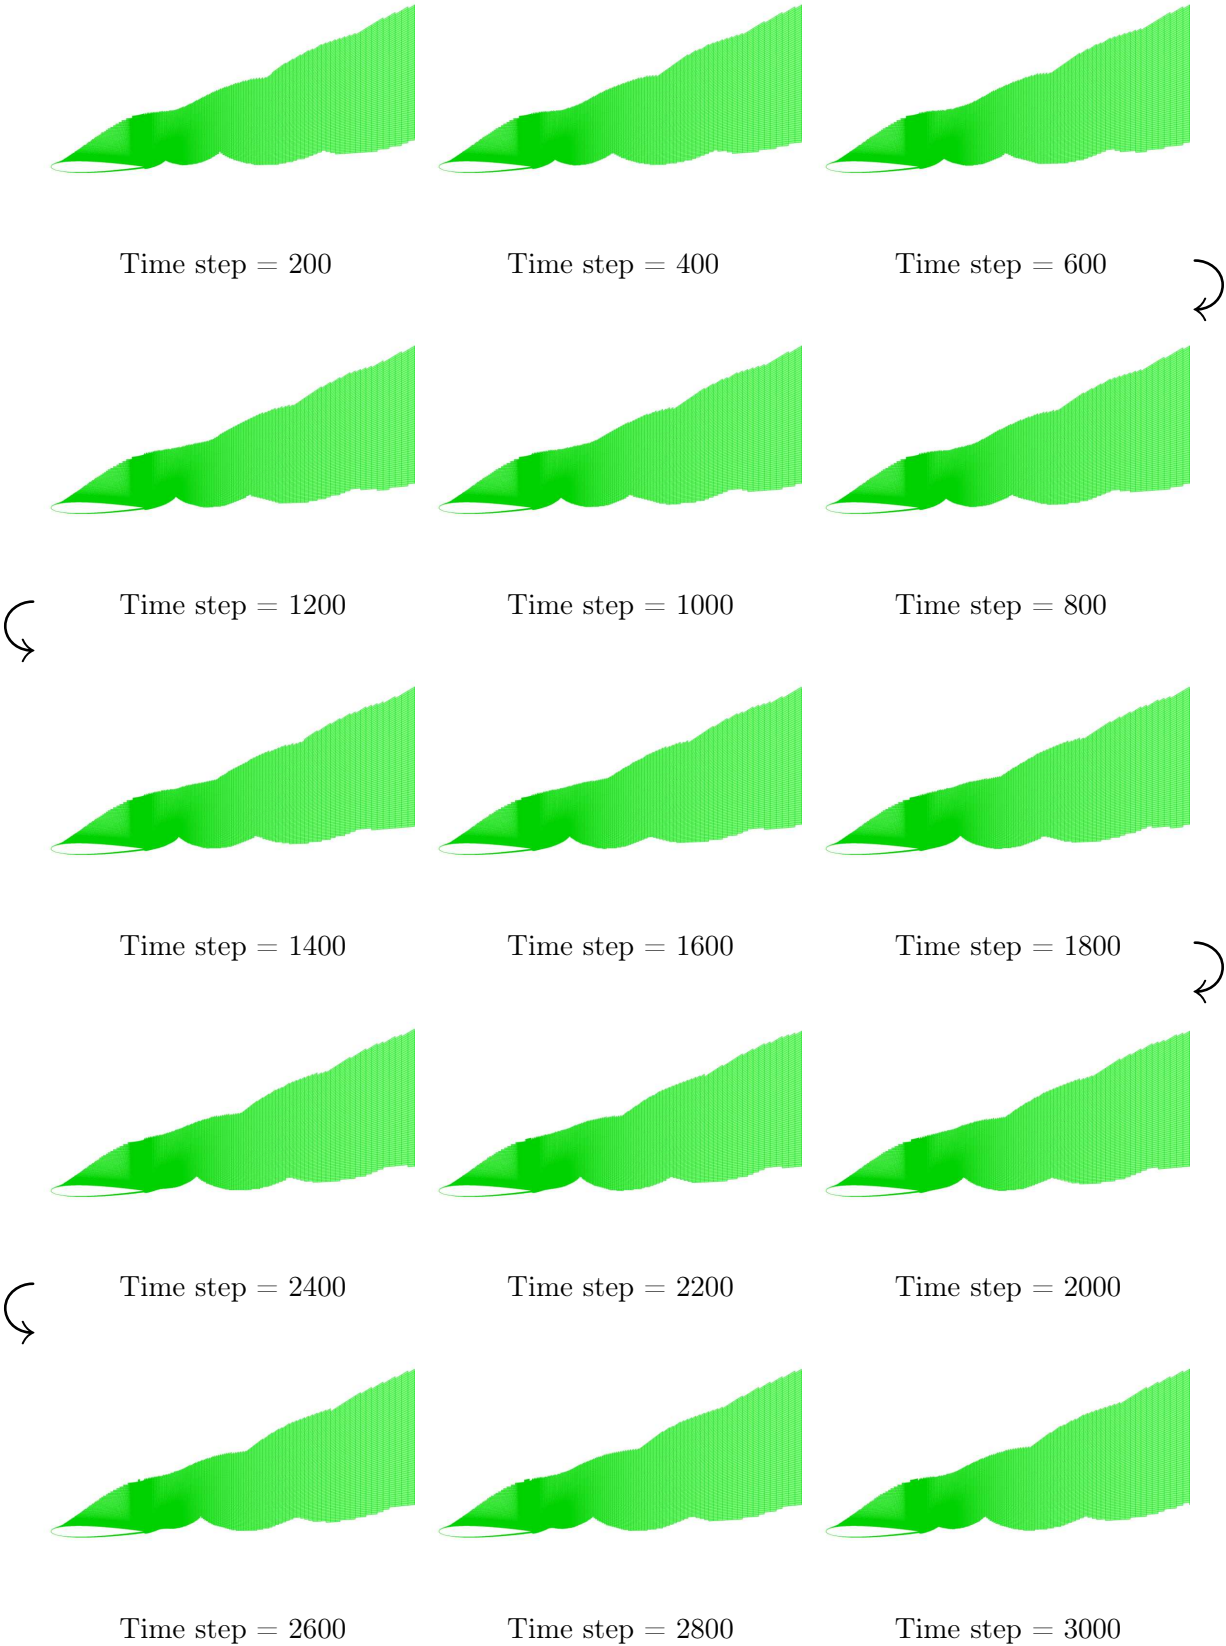 Time step = 200
Time step = 400
Time step = 600
Time step = 1200
Time step = 1000
Time step = 800
Time step = 1400
Time step = 1600
Time step = 1800
Time step = 2400
Time step = 2200
Time step = 2000
Time step = 2600
Time step = 2800
Time step = 3000